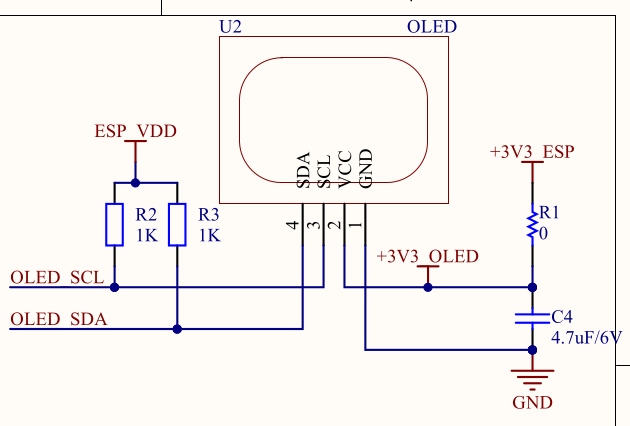 U2
OLED
ESP_VDD
SDA
SCL
VCC
GND
+3V3_ESP
R2
1K
R3
1K
4
3
2
1
R1
0
+3V3_OLED
OLED_SCL
OLED_SDA
C4
4.7uF/6V
GND